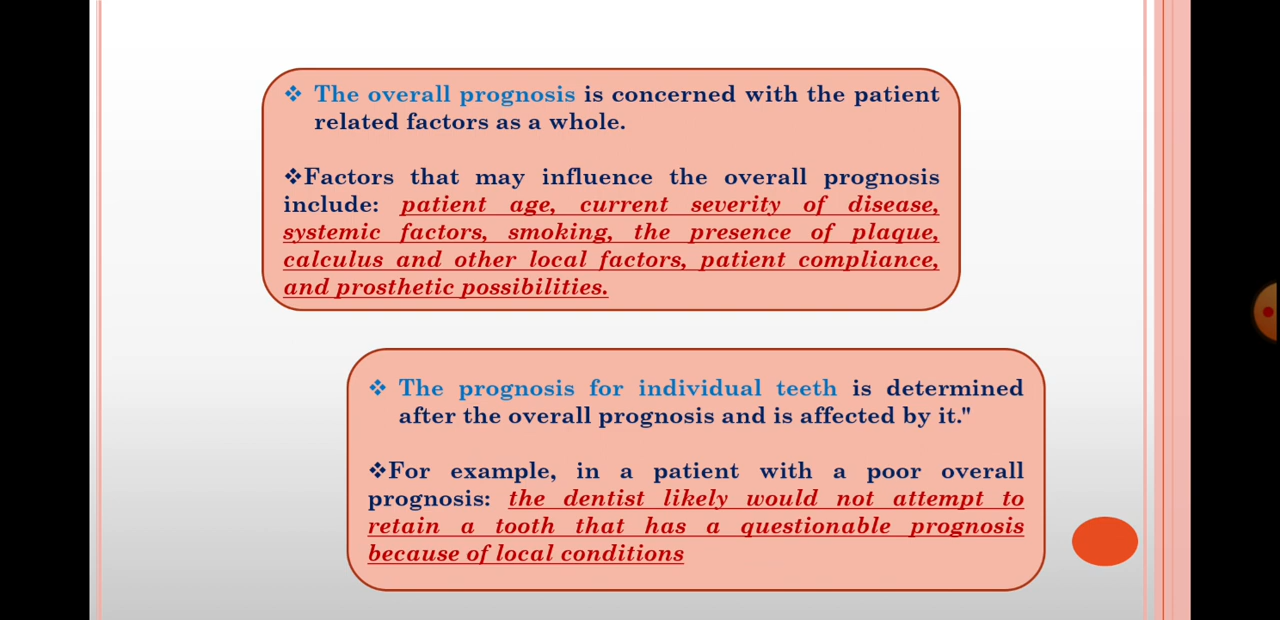 ❖ The overall prognosis is concerned with the patient
related factors as a whole.
❖Factors that may influence the overall prognosis
include: patient age, current severity of disease,
systemic factors, smoking, the presence of plaque,
calculus and other local factors, patient compliance,
and prosthetic possibilities.
❖ The prognosis for individual teeth is determined
after the overall prognosis and is affected by it."
❖For example, in a patient with a poor overall
prognosis: the dentist likely would not attempt to
retain a tooth that has a questionable prognosis
because of local conditions